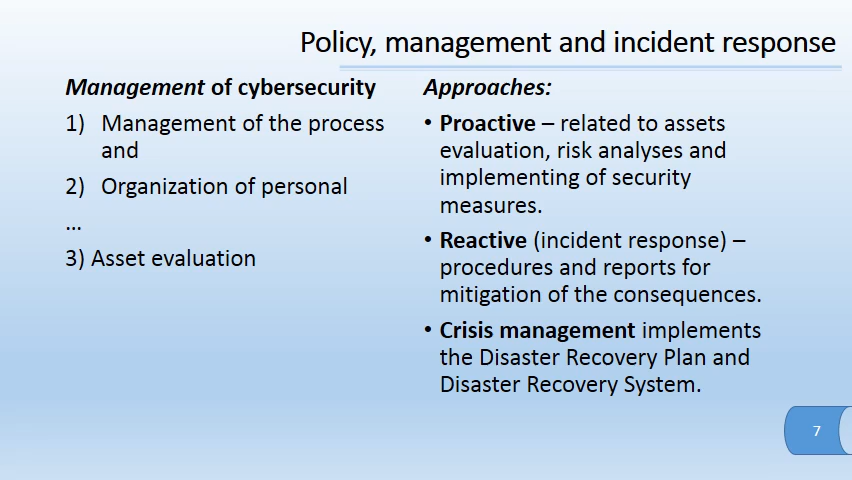 Policy, management and incident response
Management of cybersecurity
1) Management of the process
and
2) Organization of personal
...
3) Asset evaluation
Approaches:
• Proactive – related to assets
evaluation, risk analyses and
implementing of security
measures.
• Reactive (incident response) –
procedures and reports for
mitigation of the consequences.
• Crisis management implements
the Disaster Recovery Plan and
Disaster Recovery System.
7